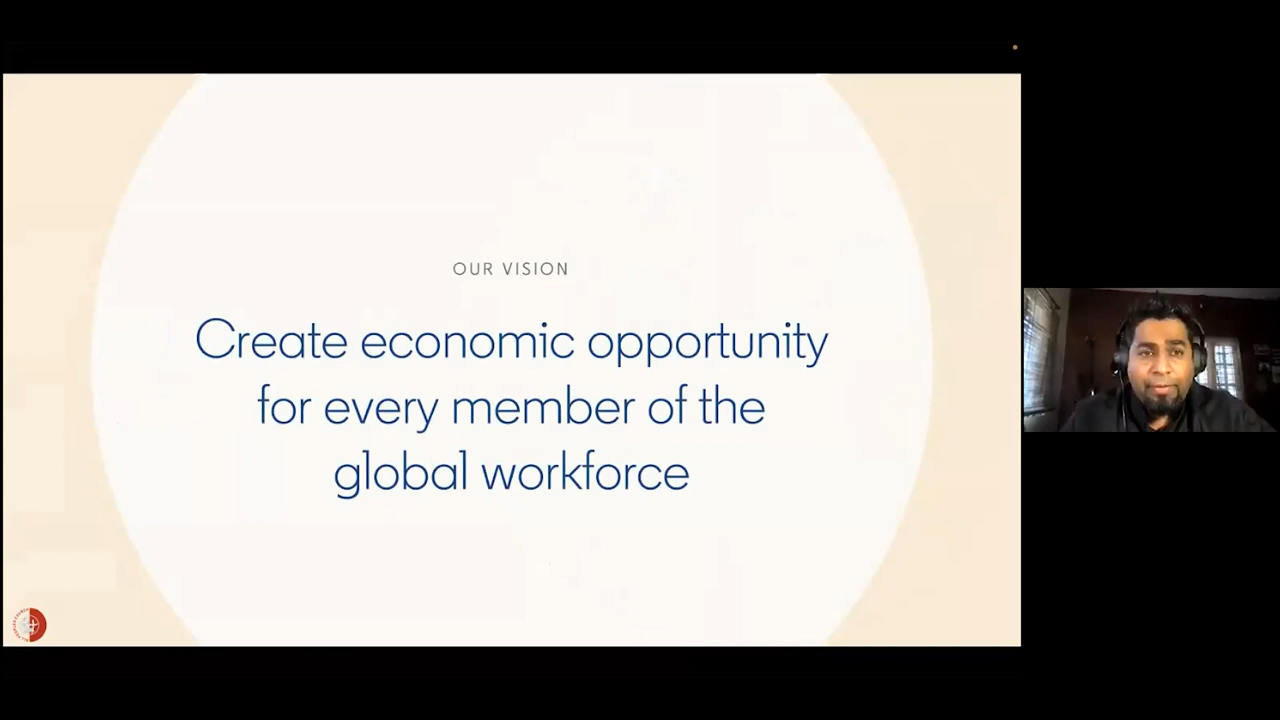 OUR VISION
Create economic opportunity
for every member of the
global workforce